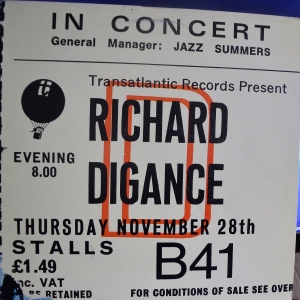 IN CONCERT
General Manager: JAZZ SUMMERS
Transatlantic Records Present
RICHARD
DIGANCE
D
EVENING
8.00
THURSDAY NOVEMBER 28th
STALLS
B41
£1.49
inc. VAT
BE RETAINED
FOR CONDITIONS OF SALE SEE OVER